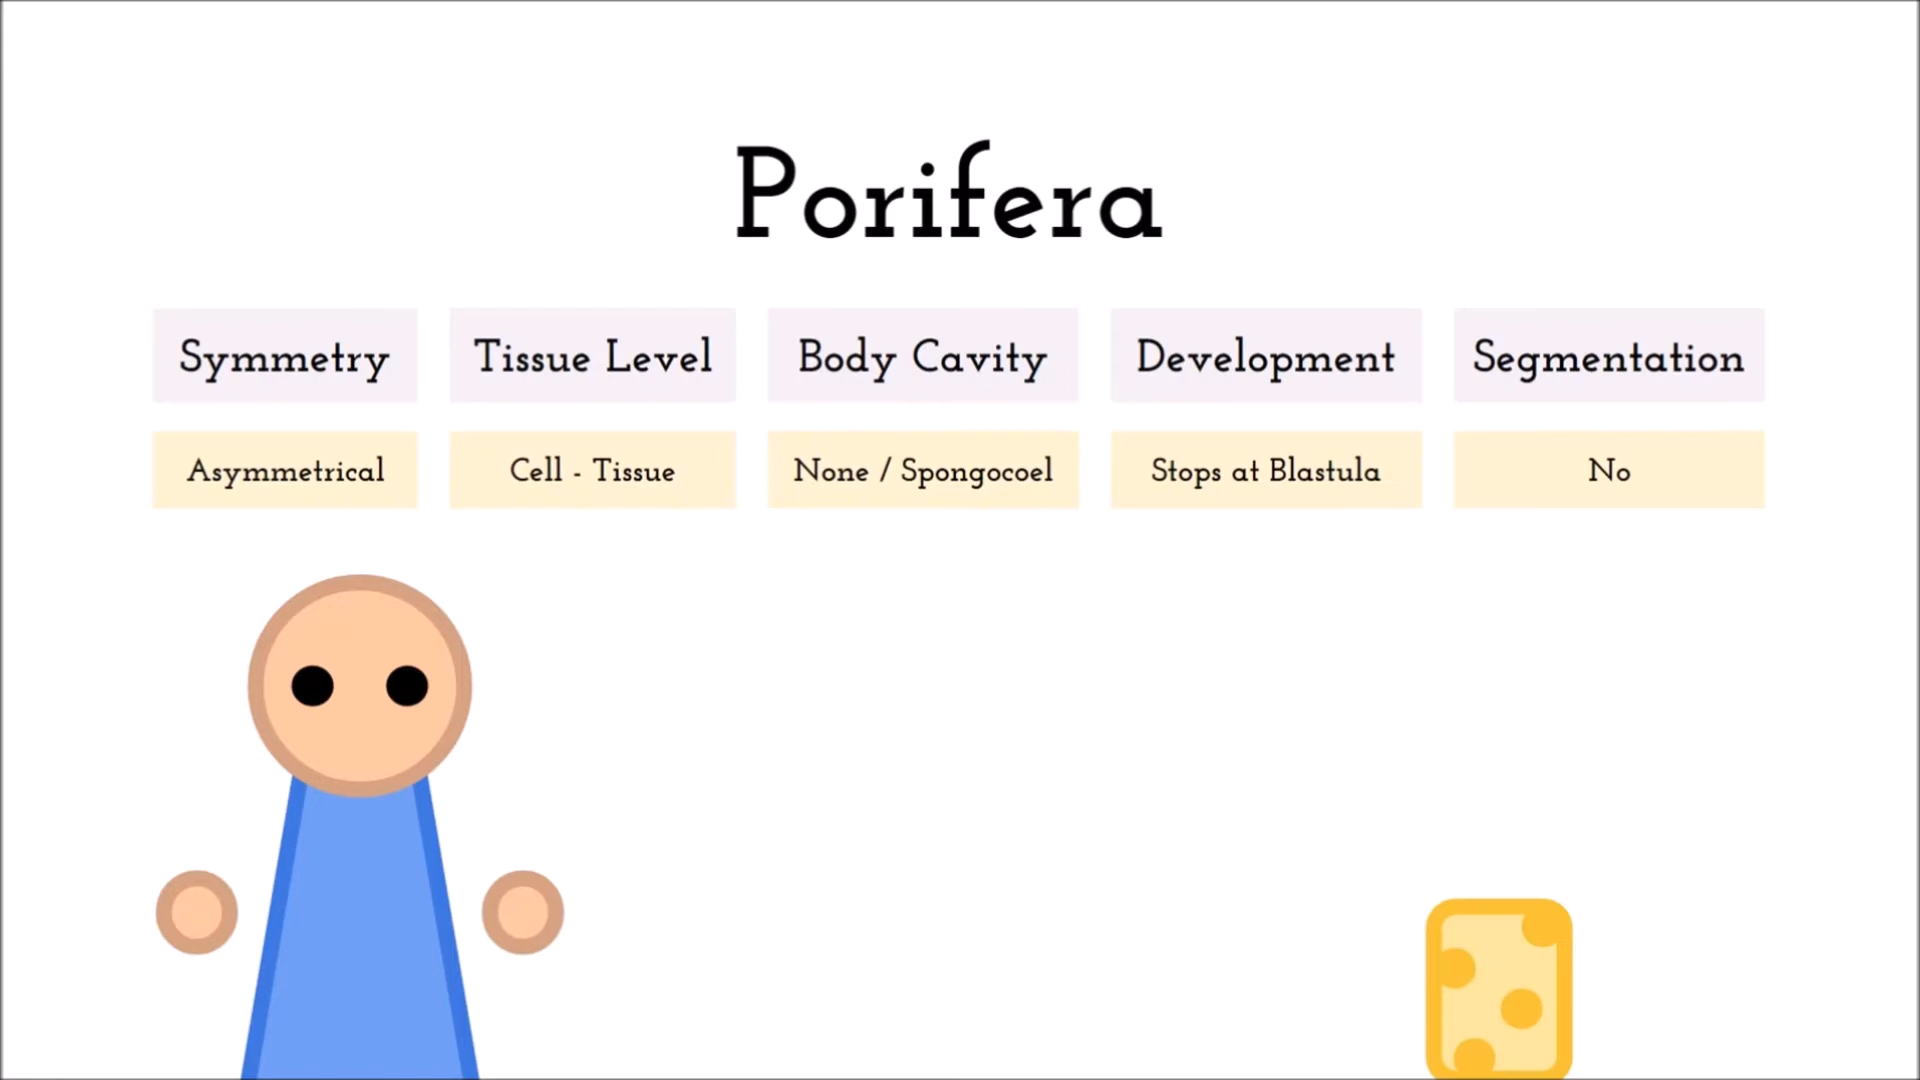 Porifera
Symmetry Tissue Level Body Cavity Development Segmentation
Asymmetrical Cell - Tissue None / Spongocoel Stops at Blastula No